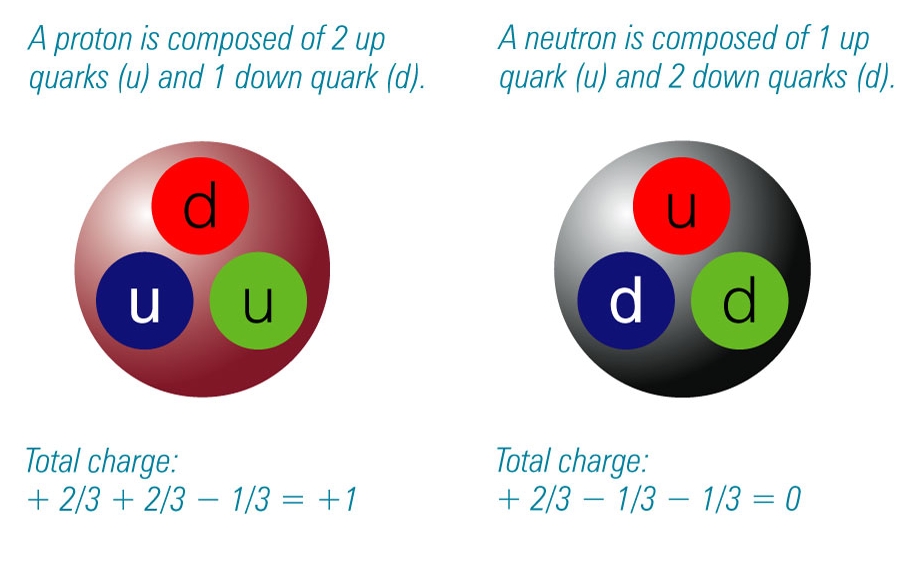 A proton is composed of 2 up
quarks (u) and 1 down quark (d).
d
u
u
Total charge:
+ 2/3 + 2/3 – 1/3 = +1
A neutron is composed of 1 up
quark (u) and 2 down quarks (d).
u
d
d
Total charge:
+ 2/3 – 1/3 – 1/3 = 0